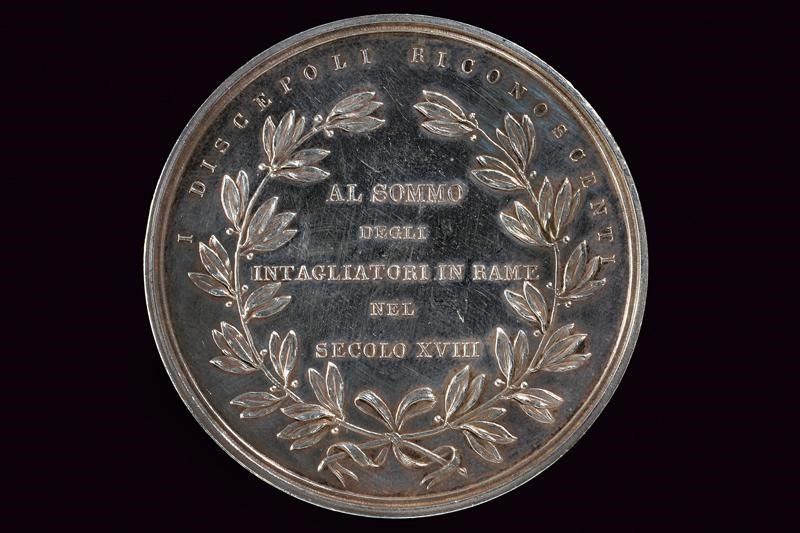 I DISCEPOLI RICONOSCENTI
AL SOMMO
DEGLI
INTAGLIATORI IN RAME
NEL
SECOLO XVIII